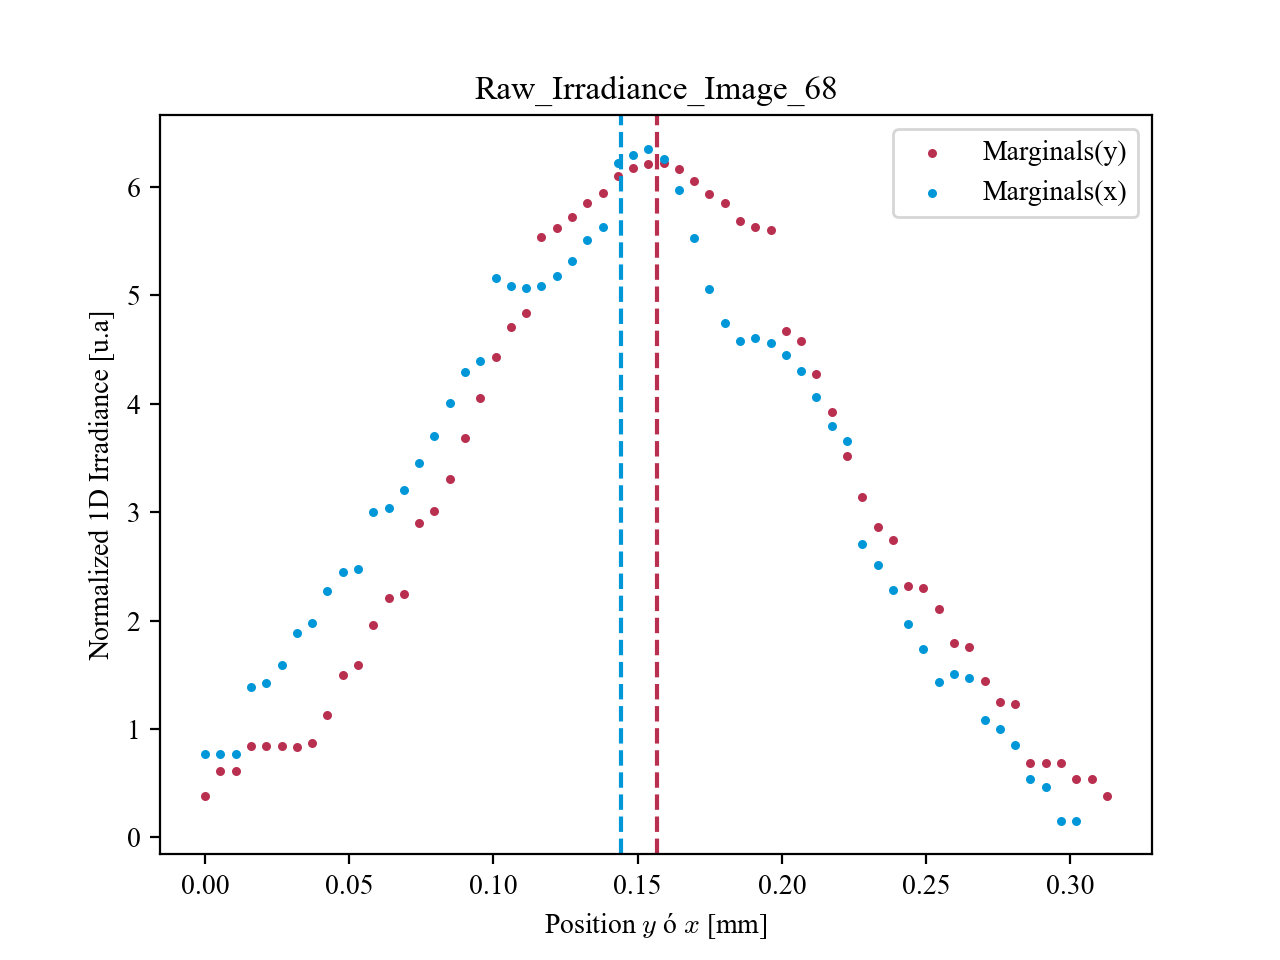 Raw_Irradiance_Image_68
Marginals(y)
Marginals(x)
Normalized 1D Irradiance [u.a]
6
5
4
3
2
1
0
0.00 0.05 0.10 0.15 0.20 0.25 0.30
Position y ó x [mm]